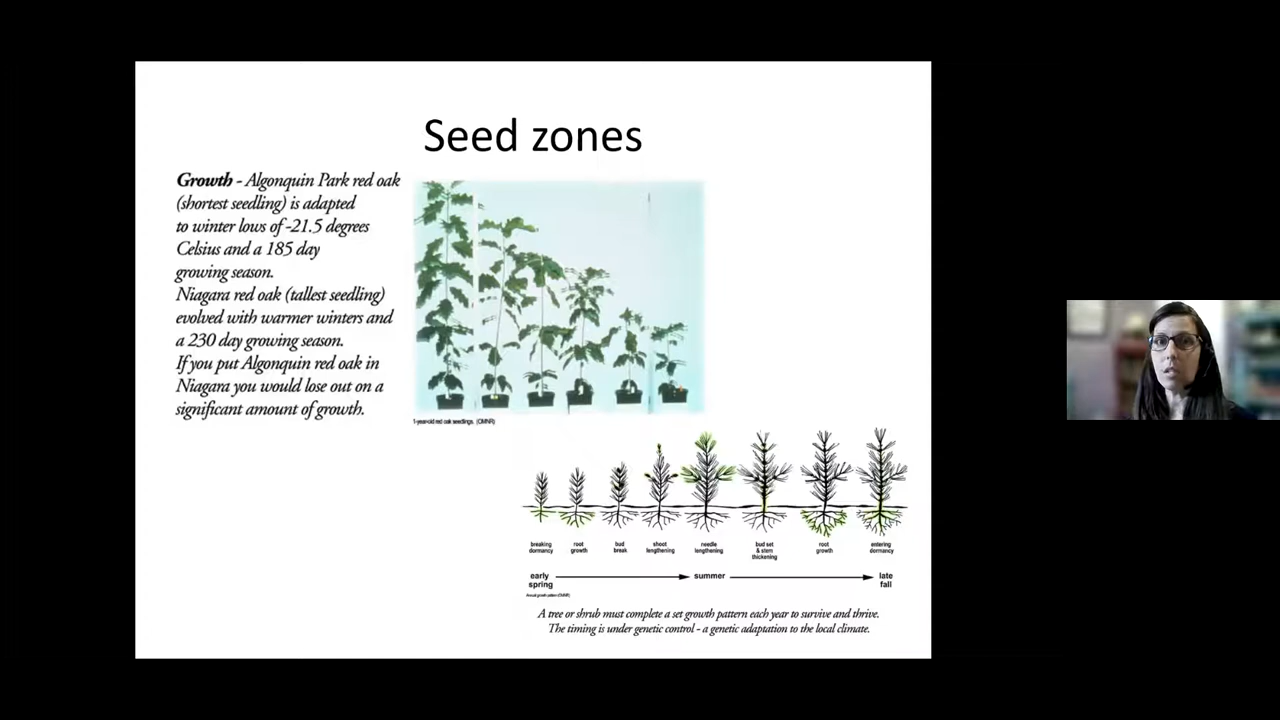 Seed zones
Growth - Algonquin Park red oak
(shortest seedling) is adapted
to winter lows of -21.5 degrees
Celsius and a 185 day
growing season.
Niagara red oak (tallest seedling)
evolved with warmer winters and
a 230 day growing season.
If you put Algonquin red oak in
Niagara you would lose out on a
significant amount of growth.
1-year-old red oak seedlings. (OMNR)
breaking
dormancy
root
growth
bud
break
shoot
lengthening
needle
lengthening
bud set
& stem
thickening
root
growth
entering
dormancy
early
spring
summer
late
fall
Annual growth pattern (OMNR)
A tree or shrub must complete a set growth pattern each year to survive and thrive.
The timing is under genetic control - a genetic adaptation to the local climate.